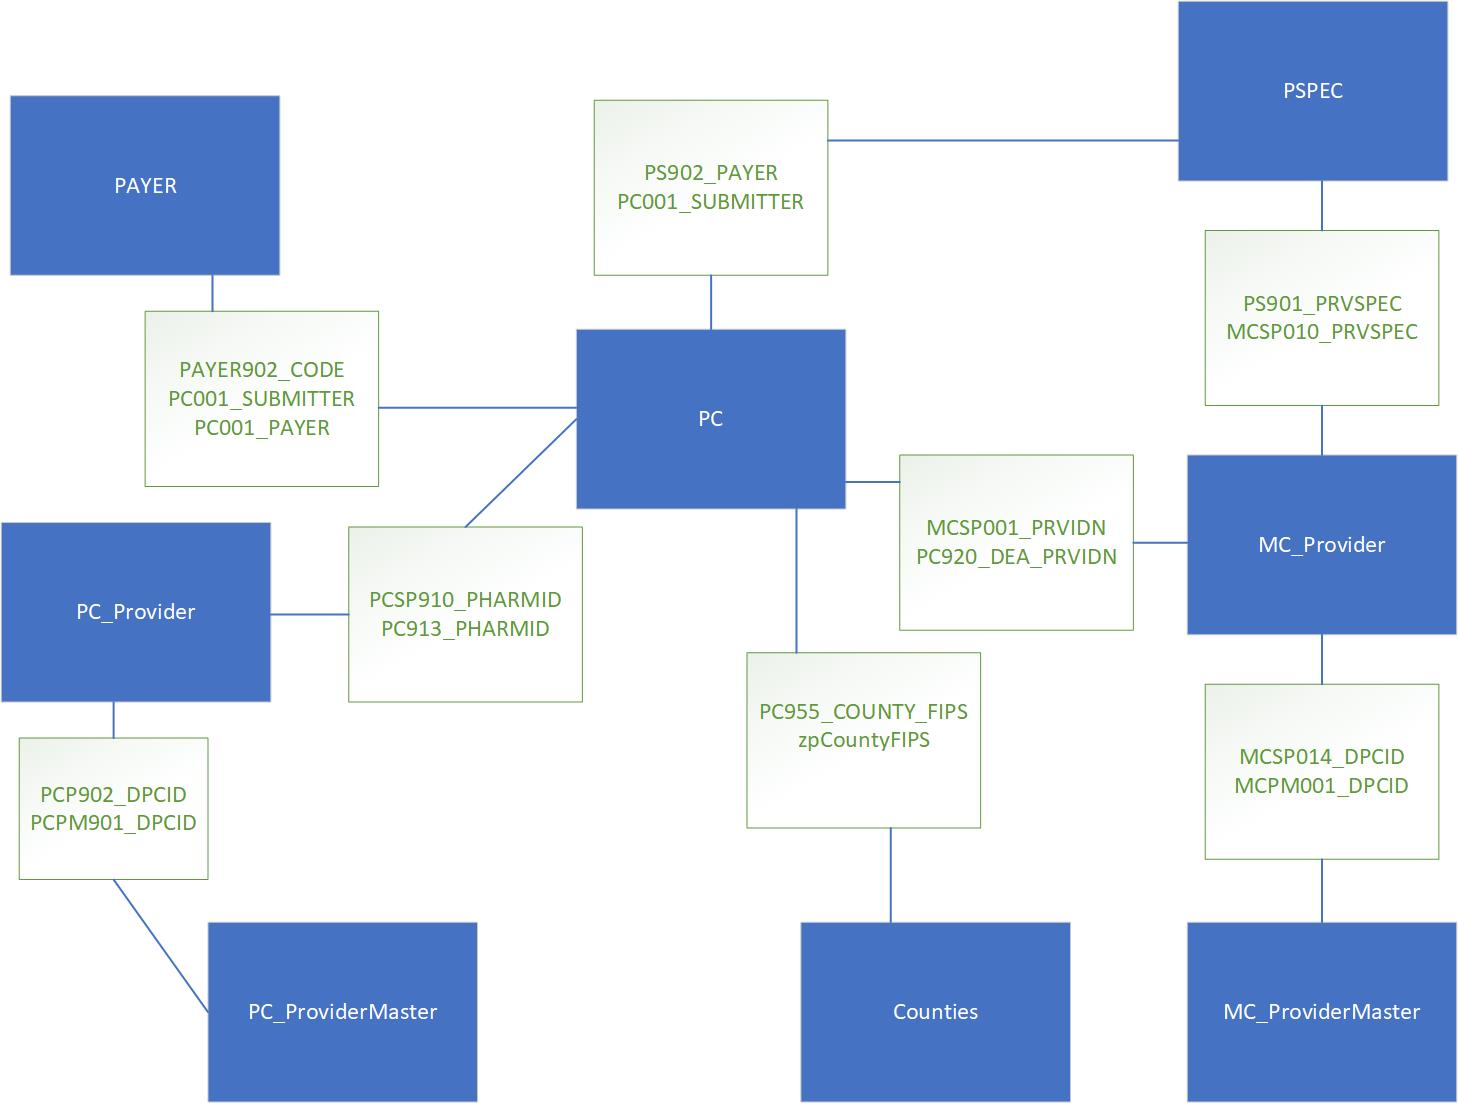 PSPEC
PAYER
PS902_PAYER
PC001_SUBMITTER
PS901_PRVSPEC
MCSP010_PRVSPEC
PAYER902_CODE
PC001_SUBMITTER
PC001_PAYER
PC
MCSP001_PRVIDN
PC920_DEA_PRVIDN
MC_Provider
PC_Provider
PCSP910_PHARMID
PC913_PHARMID
PC955_COUNTY_FIPS
zpCountyFIPS
MCSP014_DPCID
MCPM001_DPCID
PCP902_DPCID
PCPM901_DPCID
PC_ProviderMaster
Counties
MC_ProviderMaster